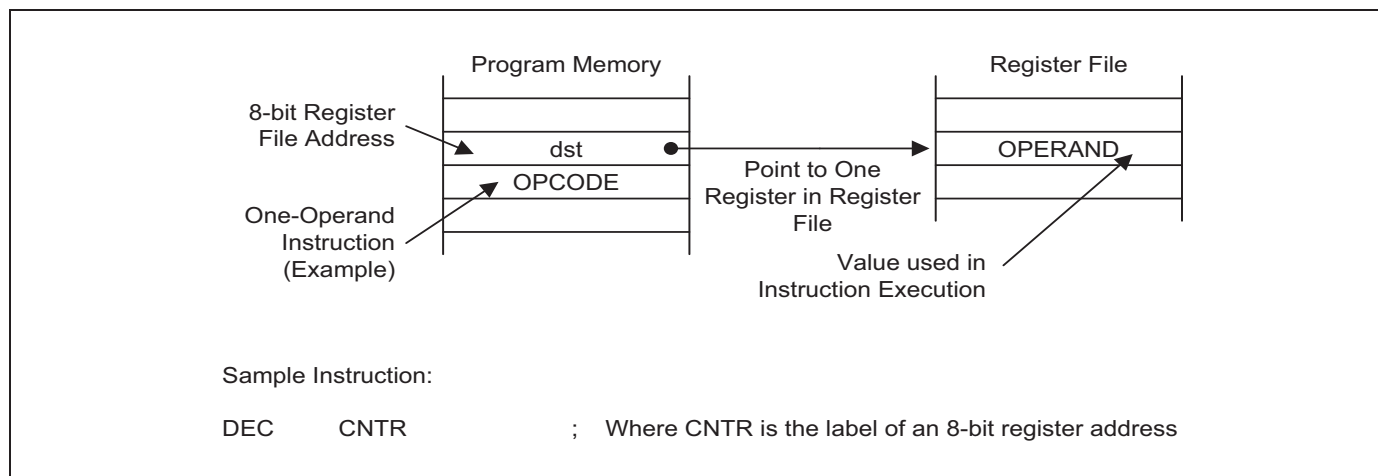 Program Memory
Register File
8-bit Register
File Address
dst
OPERAND
OPCODE
Point to One
Register in Register
File
One-Operand
Instruction
(Example)
Value used in
Instruction Execution
Sample Instruction:
DEC CNTR ; Where CNTR is the label of an 8-bit register address